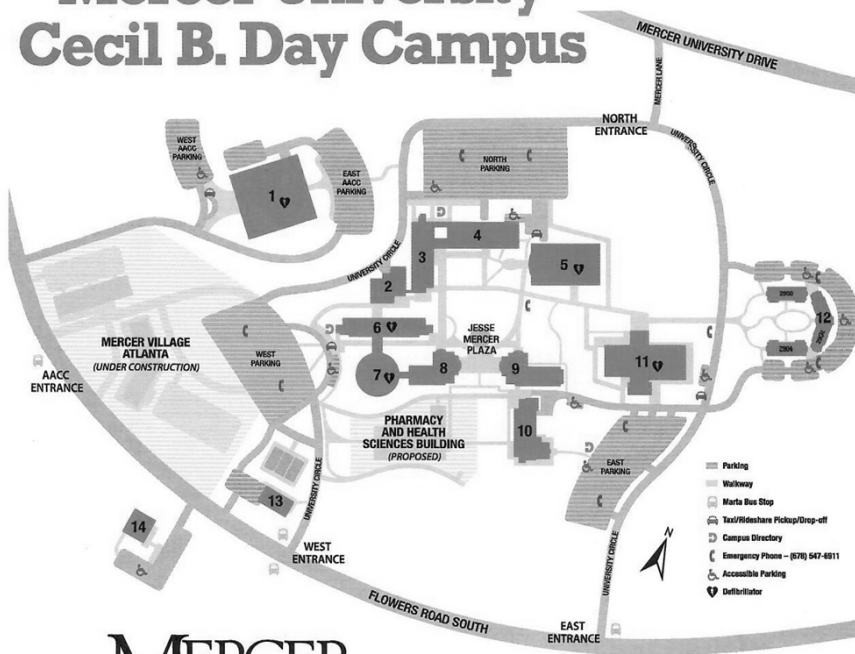 Mercer University
Cecil B. Day Campus
MERCER UNIVERSITY DRIVE
MERCER LANE
NORTH
ENTRANCE
UNIVERSITY CIRCLE
WEST
AACC
PARKING
EAST
AACC
PARKING
NORTH
PARKING
1
2
3
4
5
UNIVERSITY CIRCLE
6
7
8
9
JESSE
MERCER
PLAZA
10
11
12
2900
2904
MERCER VILLAGE
ATLANTA
(UNDER CONSTRUCTION)
WEST
PARKING
AACC
ENTRANCE
PHARMACY
AND HEALTH
SCIENCES BUILDING
(PROPOSED)
EAST
PARKING
13
14
UNIVERSITY CIRCLE
WEST
ENTRANCE
UNIVERSITY CIRCLE
FLOWERS ROAD SOUTH
EAST
ENTRANCE
N
Parking
Walkway
Marta Bus Stop
Taxi/Rideshare Pickup/Drop-off
Campus Directory
Emergency Phone – (678) 547-6911
Accessible Parking
Defibrillator
MERCER